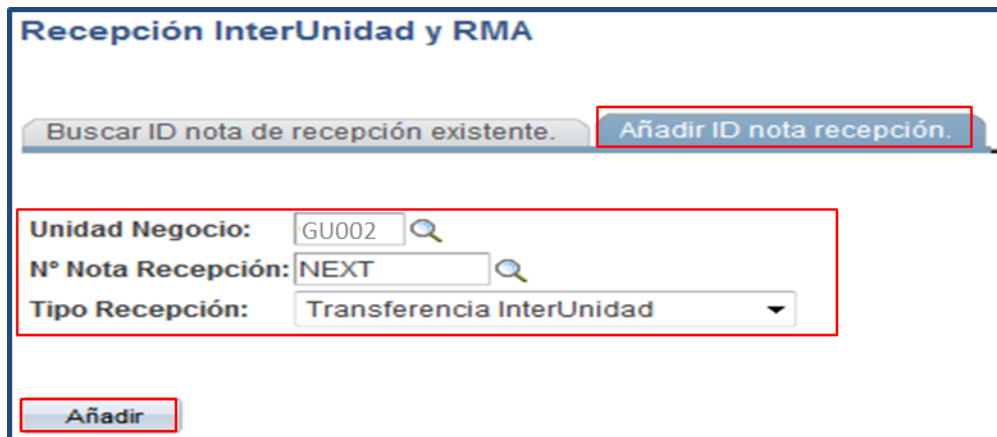 Recepción InterUnidad y RMA
Buscar ID nota de recepción existente. Añadir ID nota recepción.
Unidad Negocio: GU002
Nº Nota Recepción: NEXT
Tipo Recepción: Transferencia InterUnidad
Añadir